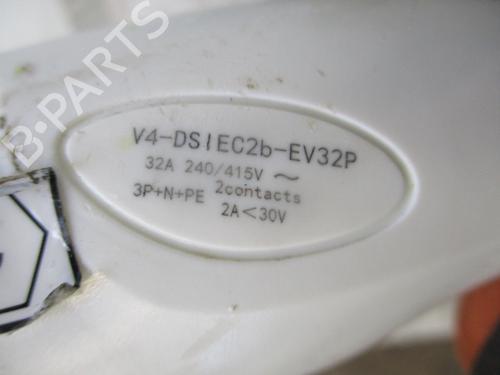 B-PARTS
V4-DSIEC2b-EV32P
32A 240/415V ~
3P+N+PE 2contacts
2A<30V